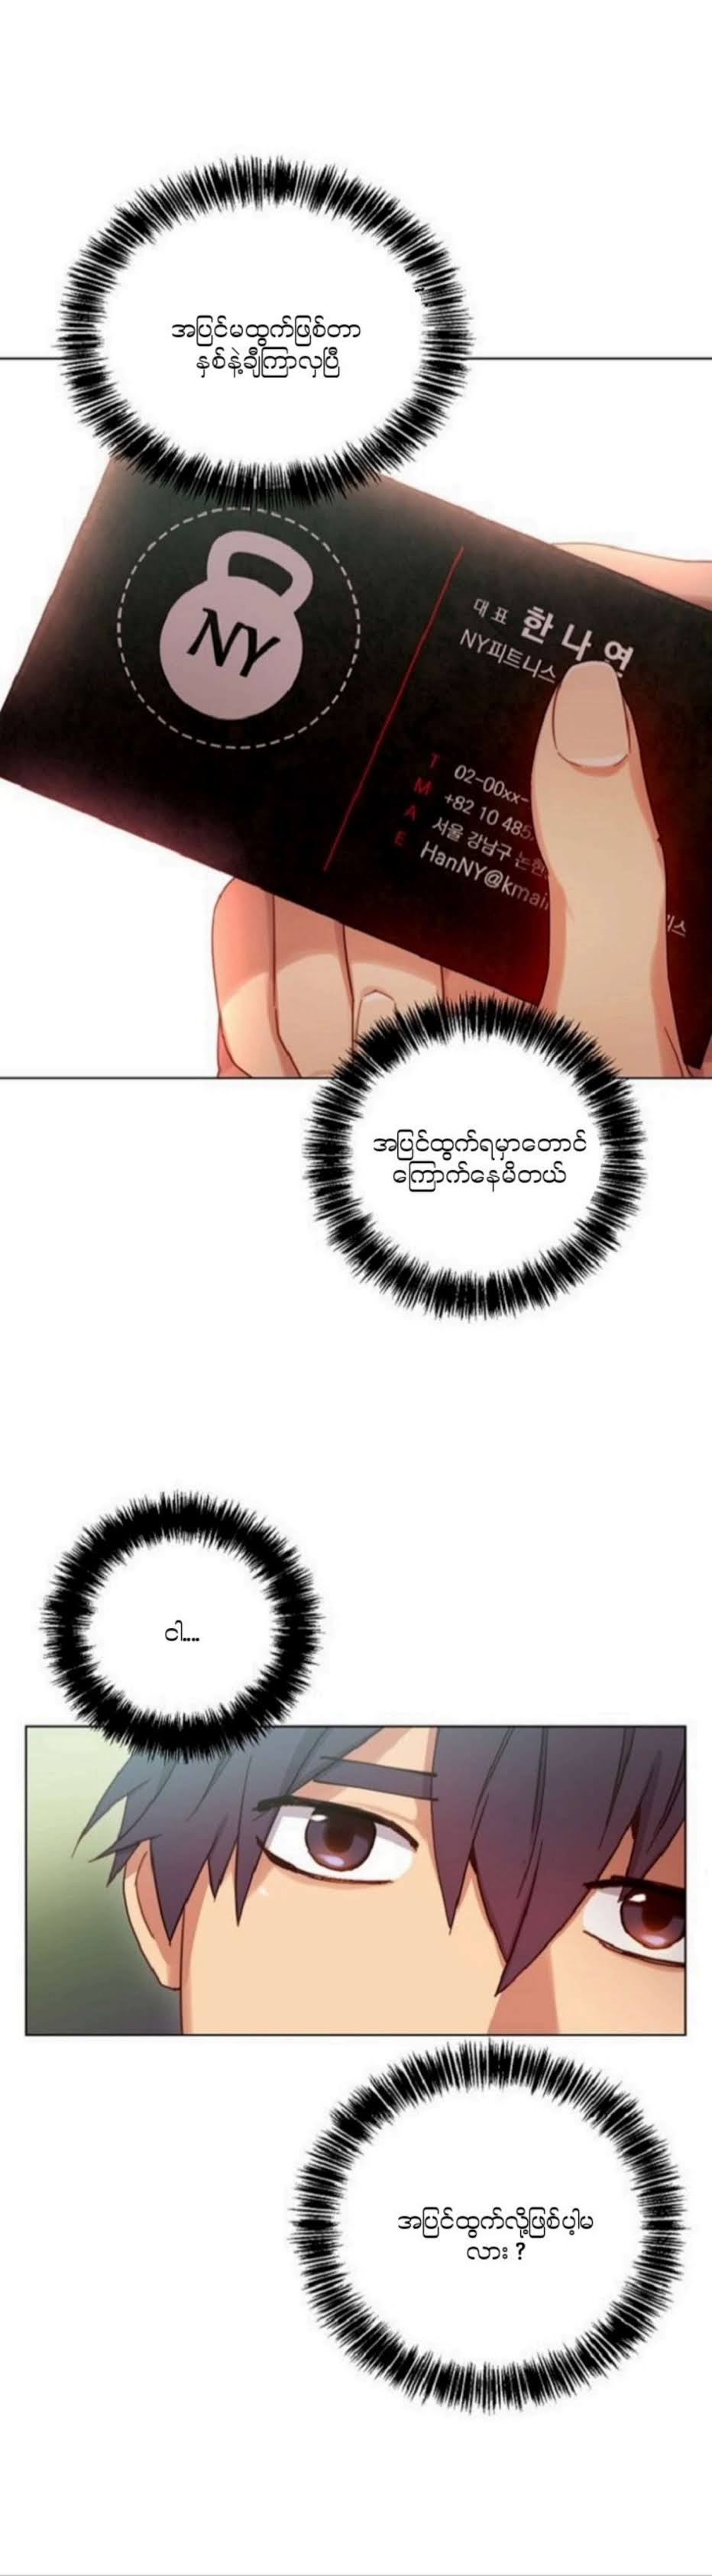 အပြင်မထွက်ဖြစ်တာ
နှစ်နဲ့ချီကြာလှပြီ
NY
대표 한나연
NY피트니스
T 02-00xx-
M +82 10 485
A 서울 강남구 논현
E HanNY@kmail
အပြင်ထွက်ရမှာတောင်
ကြောက်နေမိတယ်
ငါ....
အပြင်ထွက်လို့ဖြစ်ပါ့မ
လား ?